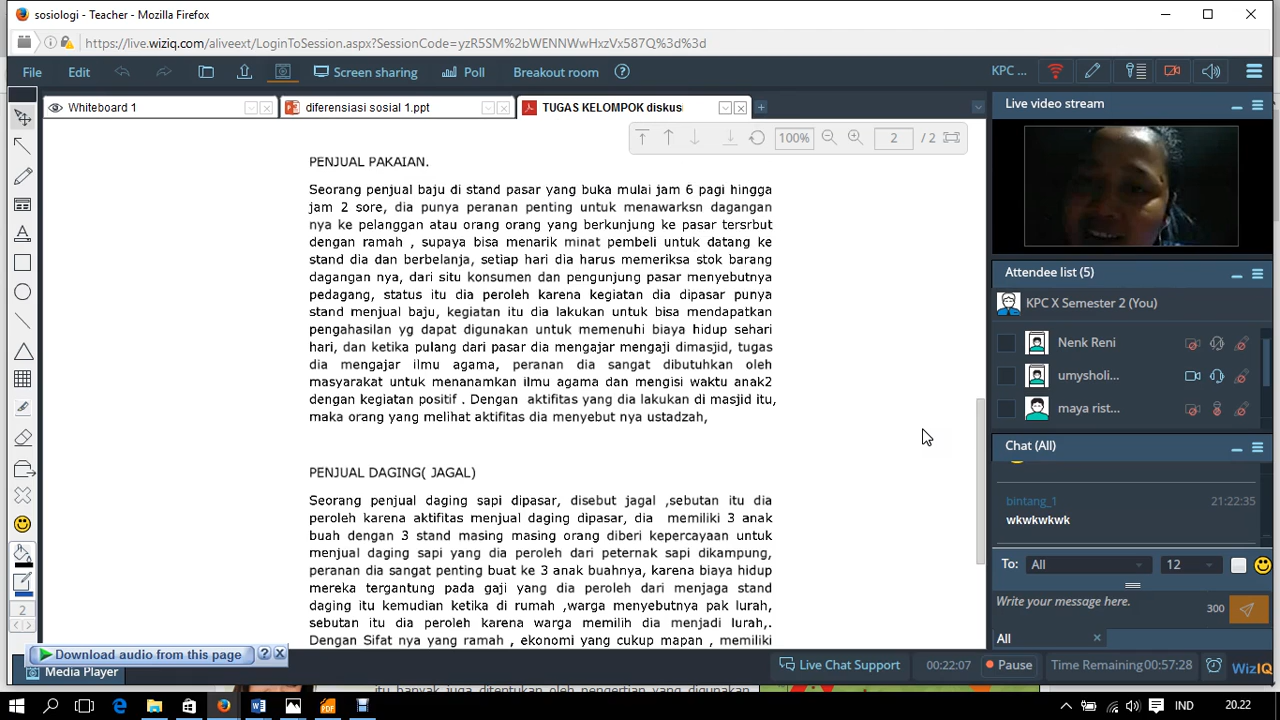 sosiologi - Teacher - Mozilla Firefox
https://live.wiziq.com/aliveext/LoginToSession.aspx?SessionCode=yzR5SM%2bWENNWwHxzVx587Q%3d%3d
File Edit Screen sharing Poll Breakout room ? KPC ...
Whiteboard 1 diferensiasi sosial 1.ppt TUGAS KELOMPOK diskus
100% 2 / 2
PENJUAL PAKAIAN.
Seorang penjual baju di stand pasar yang buka mulai jam 6 pagi hingga
jam 2 sore, dia punya peranan penting untuk menawarksn dagangan
nya ke pelanggan atau orang orang yang berkunjung ke pasar tersrbut
dengan ramah , supaya bisa menarik minat pembeli untuk datang ke
stand dia dan berbelanja, setiap hari dia harus memeriksa stok barang
dagangan nya, dari situ konsumen dan pengunjung pasar menyebutnya
pedagang, status itu dia peroleh karena kegiatan dia dipasar punya
stand menjual baju, kegiatan itu dia lakukan untuk bisa mendapatkan
pengahasilan yg dapat digunakan untuk memenuhi biaya hidup sehari
hari, dan ketika pulang dari pasar dia mengajar mengaji dimasjid, tugas
dia mengajar ilmu agama, peranan dia sangat dibutuhkan oleh
masyarakat untuk menanamkan ilmu agama dan mengisi waktu anak2
dengan kegiatan positif . Dengan aktifitas yang dia lakukan di masjid itu,
maka orang yang melihat aktifitas dia menyebut nya ustadzah,
PENJUAL DAGING( JAGAL)
Seorang penjual daging sapi dipasar, disebut jagal ,sebutan itu dia
peroleh karena aktifitas menjual daging dipasar, dia memiliki 3 anak
buah dengan 3 stand masing masing orang diberi kepercayaan untuk
menjual daging sapi yang dia peroleh dari peternak sapi dikampung,
peranan dia sangat penting buat ke 3 anak buahnya, karena biaya hidup
mereka tergantung pada gaji yang dia peroleh dari menjaga stand
daging itu kemudian ketika di rumah ,warga menyebutnya pak lurah,
sebutan itu dia peroleh karena warga memilih dia menjadi lurah,.
Dengan Sifat nya yang ramah , ekonomi yang cukup mapan , memiliki
Live video stream
Attendee list (5)
KPC X Semester 2 (You)
Nenk Reni
umysholi...
maya rist...
Chat (All)
bintang_1 21:22:35
wkwkwkwk
To: All 12
Write your message here. 300
All
2
Download audio from this page ?
Media Player Live Chat Support 00:22:07 Pause Time Remaining 00:57:28 WizIQ
itu banyak juga ditentukan oleh pengertian yang digunakan
IND 20.22